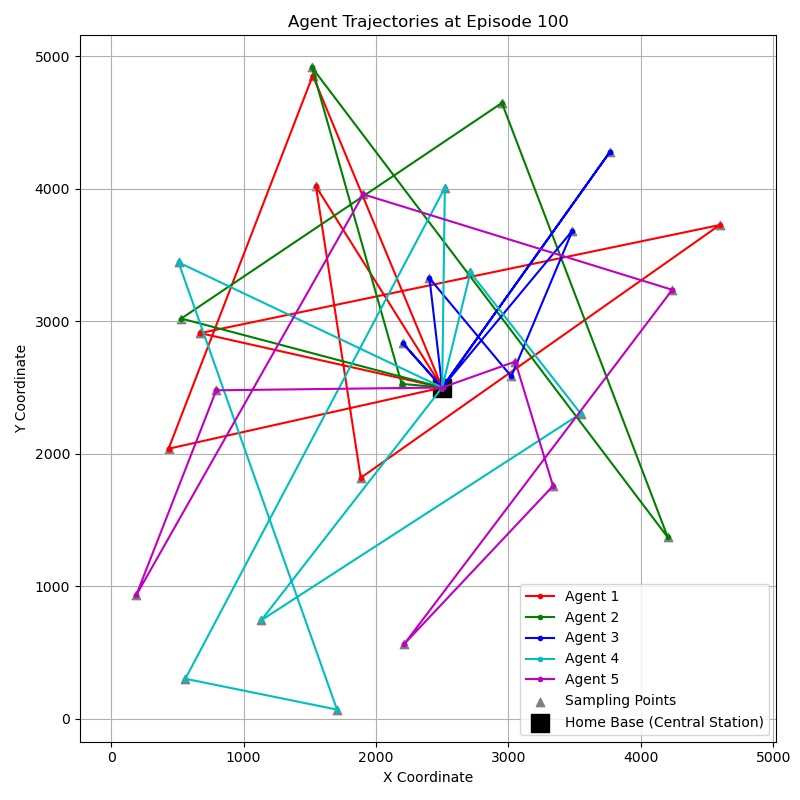 Agent Trajectories at Episode 100
Y Coordinate
5000
4000
3000
2000
1000
0
0 1000 2000 3000 4000 5000
X Coordinate
Agent 1
Agent 2
Agent 3
Agent 4
Agent 5
Sampling Points
Home Base (Central Station)